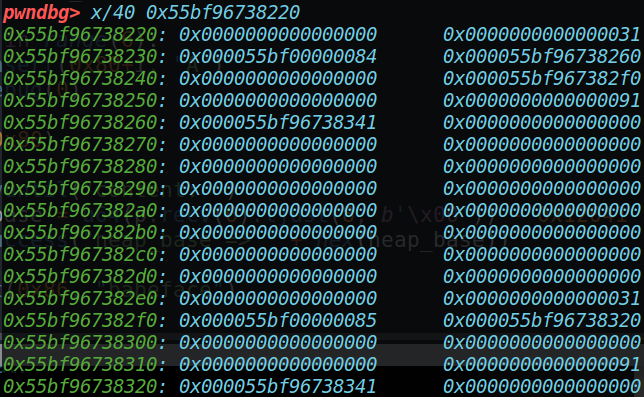 pwndbg> x/40 0x55bf96738220
0x55bf96738220: 0x0000000000000000 0x0000000000000031
0x55bf96738230: 0x000055bf00000084 0x000055bf96738260
0x55bf96738240: 0x0000000000000000 0x000055bf967382f0
0x55bf96738250: 0x0000000000000000 0x0000000000000091
0x55bf96738260: 0x000055bf96738341 0x0000000000000000
0x55bf96738270: 0x0000000000000000 0x0000000000000000
0x55bf96738280: 0x0000000000000000 0x0000000000000000
0x55bf96738290: 0x0000000000000000 0x0000000000000000
0x55bf967382a0: 0x0000000000000000 0x0000000000000000
0x55bf967382b0: 0x0000000000000000 0x0000000000000000
0x55bf967382c0: 0x0000000000000000 0x0000000000000000
0x55bf967382d0: 0x0000000000000000 0x0000000000000000
0x55bf967382e0: 0x0000000000000000 0x0000000000000031
0x55bf967382f0: 0x000055bf00000085 0x000055bf96738320
0x55bf96738300: 0x0000000000000000 0x0000000000000000
0x55bf96738310: 0x0000000000000000 0x0000000000000091
0x55bf96738320: 0x000055bf96738341 0x0000000000000000